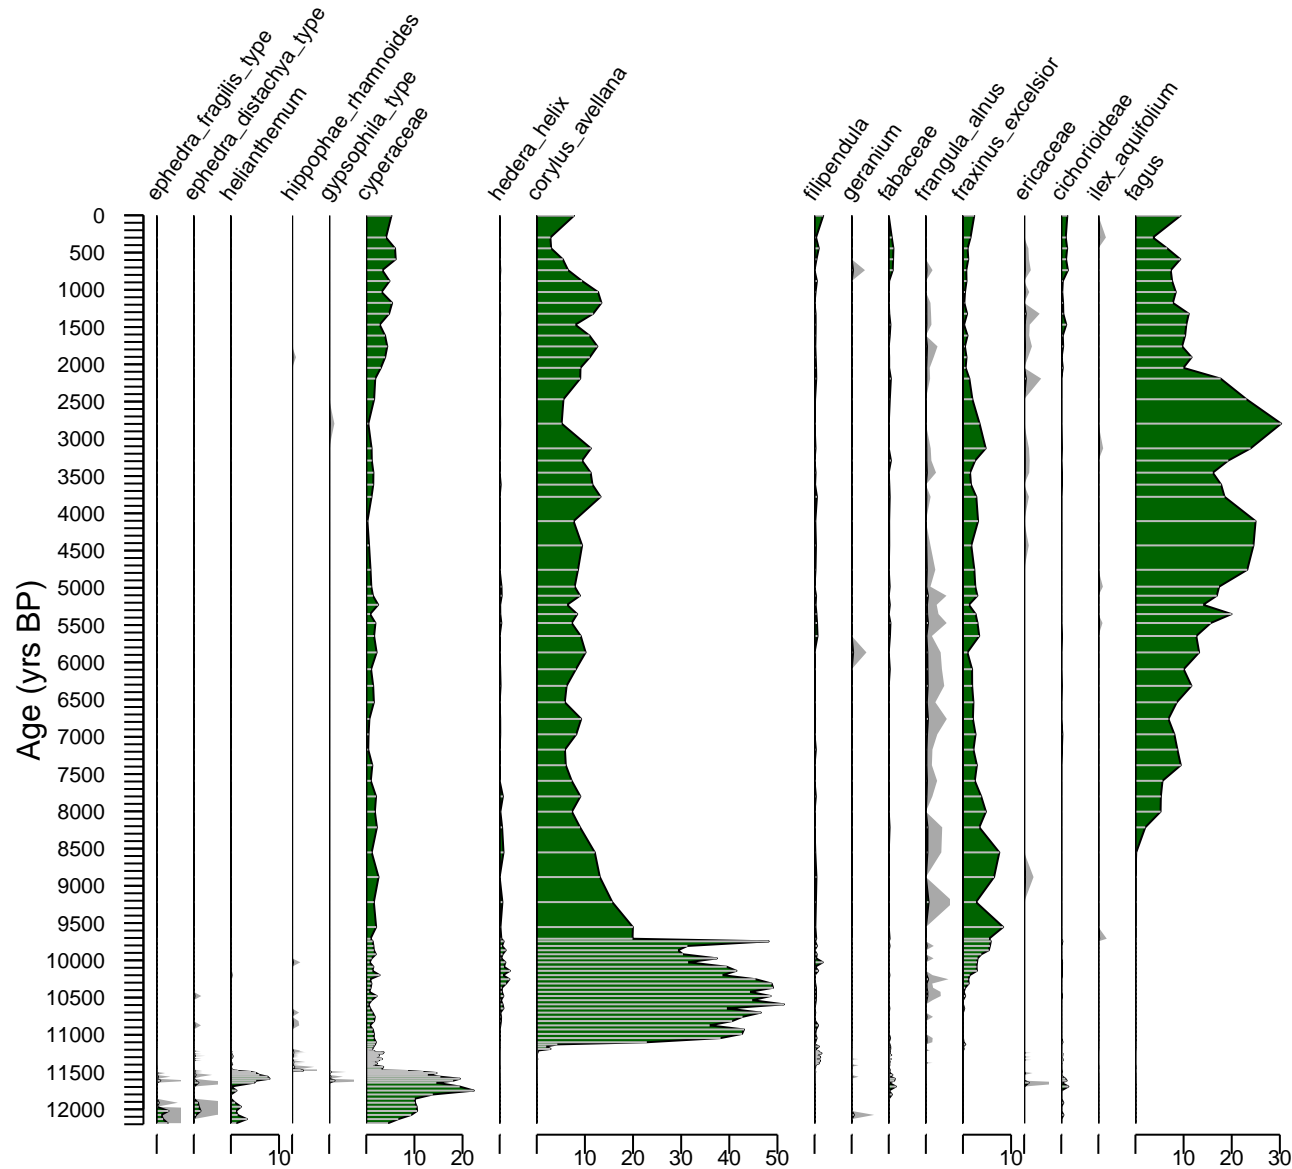 ephedra_fragilis_type
ephedra_distachya_type
helianthemum
hippophae_rhamnoides
gypsophila_type
cyperaceae
hedera_helix
corylus_avellana
filipendula
geranium
fabaceae
frangula_alnus
fraxinus_excelsior
ericaceae
cichorioideae
ilex_aquifolium
fagus
Age (yrs BP)
0
500
1000
1500
2000
2500
3000
3500
4000
4500
5000
5500
6000
6500
7000
7500
8000
8500
9000
9500
10000
10500
11000
11500
12000
10 10 20 10 20 30 40 50 10 10 20 30